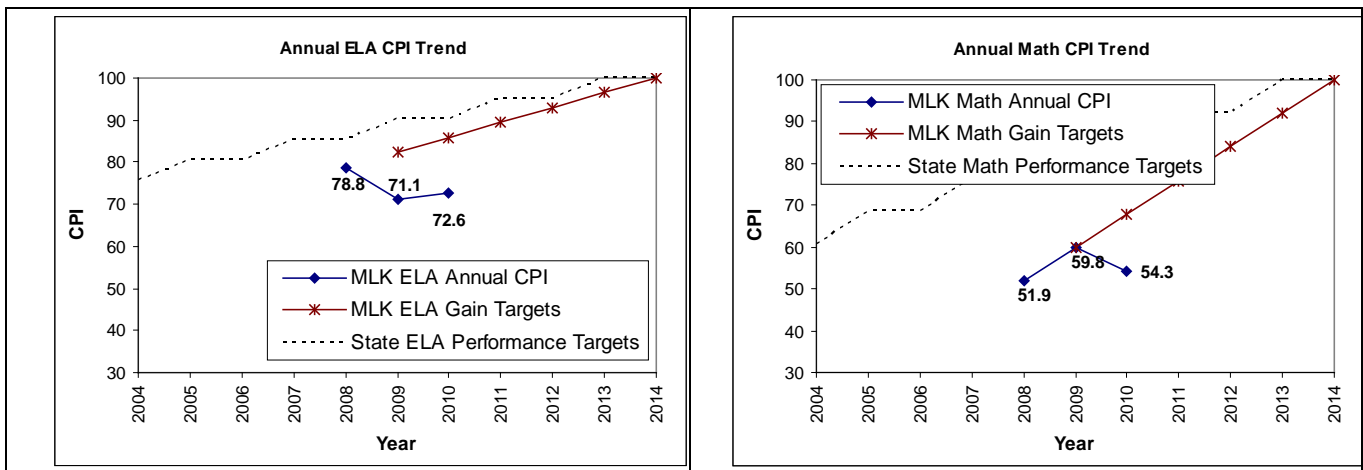 Annual ELA CPI Trend
100
90
80
70
60
50
40
30
CPI
78.8
71.1
72.6
MLK ELA Annual CPI
MLK ELA Gain Targets
State ELA Performance Targets
2004 2005 2006 2007 2008 2009 2010 2011 2012 2013 2014
Year
Annual Math CPI Trend
100
90
80
70
60
50
40
30
CPI
MLK Math Annual CPI
MLK Math Gain Targets
State Math Performance Targets
51.9
59.8
54.3
2004 2005 2006 2007 2008 2009 2010 2011 2012 2013 2014
Year